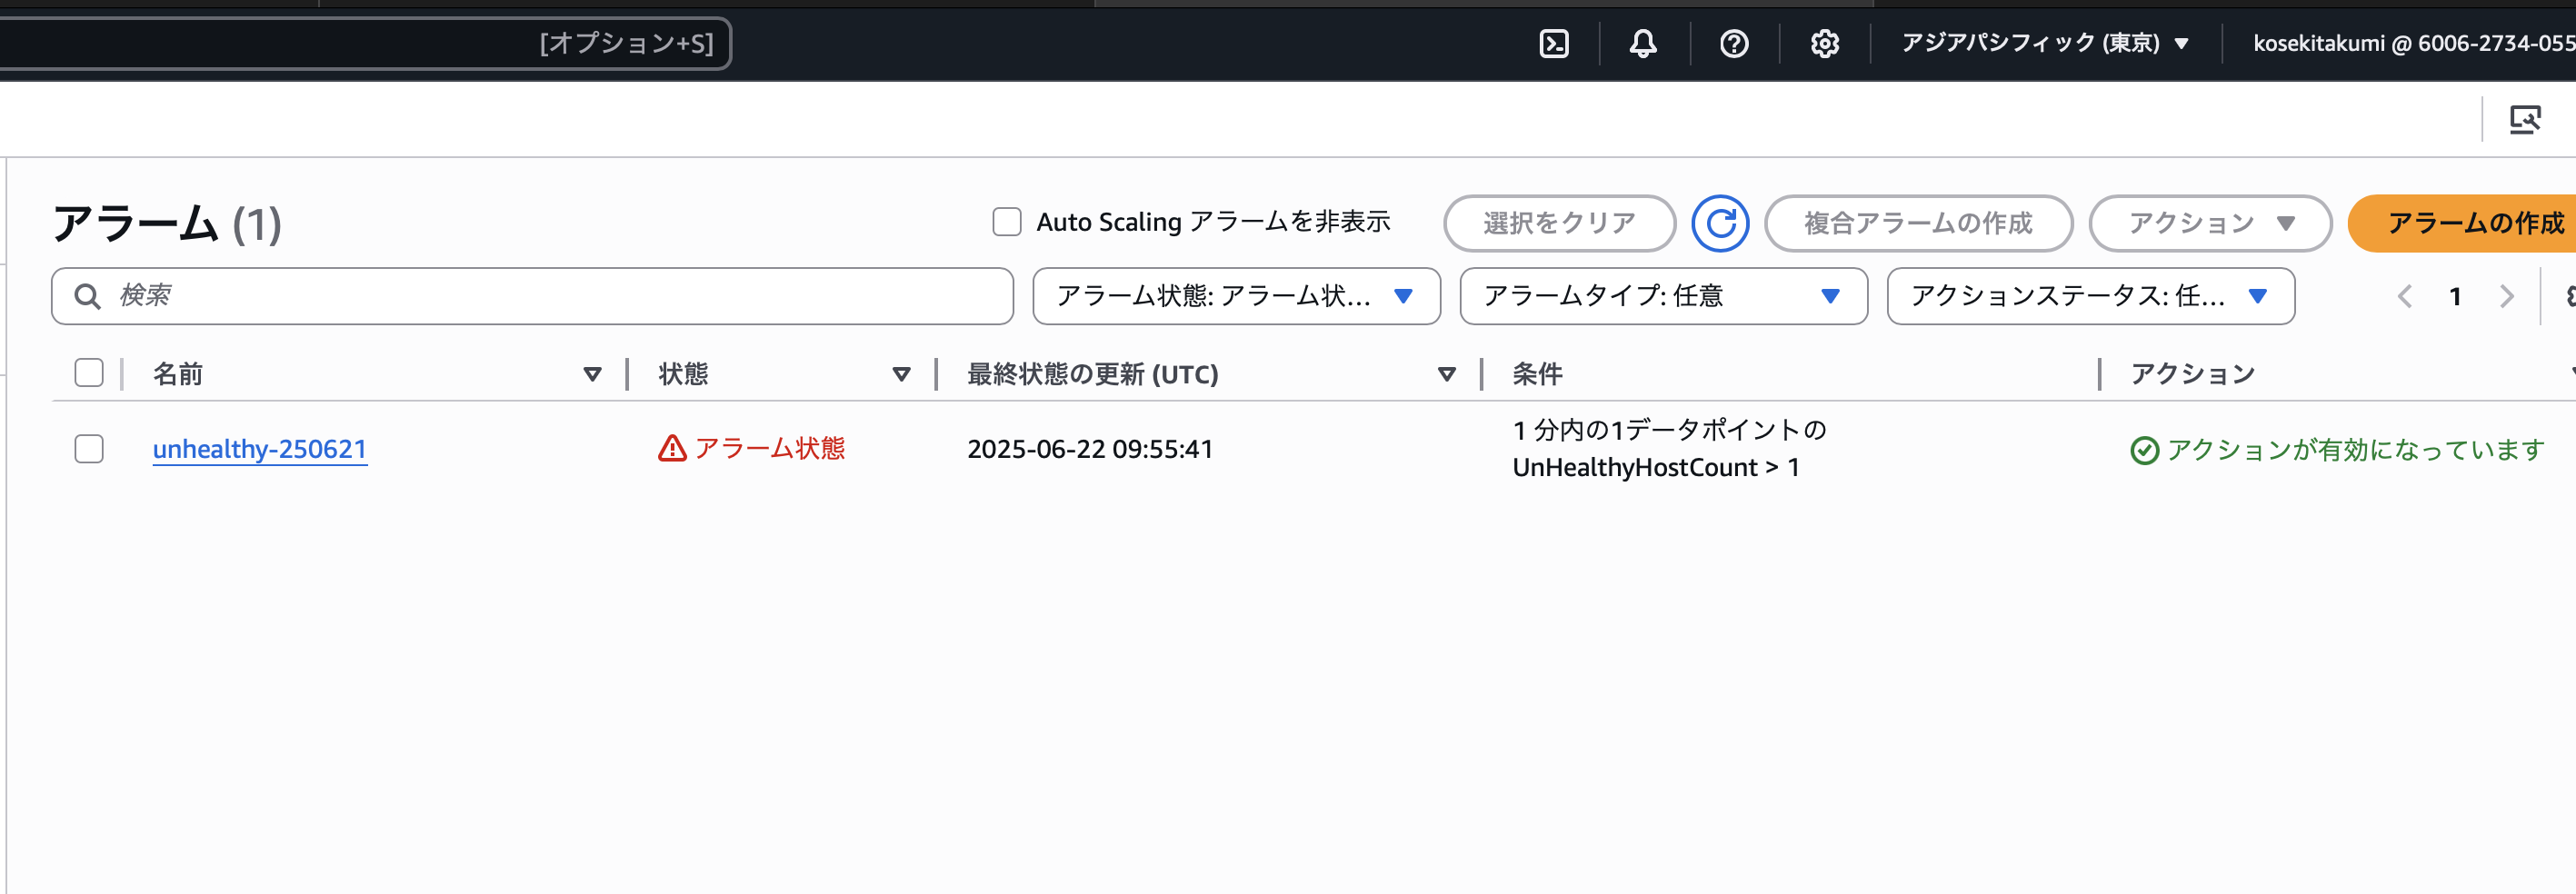 [オプション+S]
アジアパシフィック (東京)
kosekitakumi @ 6006-2734-055
アラーム (1)
Auto Scaling アラームを非表示
選択をクリア
複合アラームの作成
アクション
アラームの作成
検索
アラーム状態: アラーム状...
アラームタイプ: 任意
アクションステータス: 任...
1
名前
状態
最終状態の更新 (UTC)
条件
アクション
unhealthy-250621
アラーム状態
2025-06-22 09:55:41
1 分内の1データポイントの
UnHealthyHostCount > 1
アクションが有効になっています